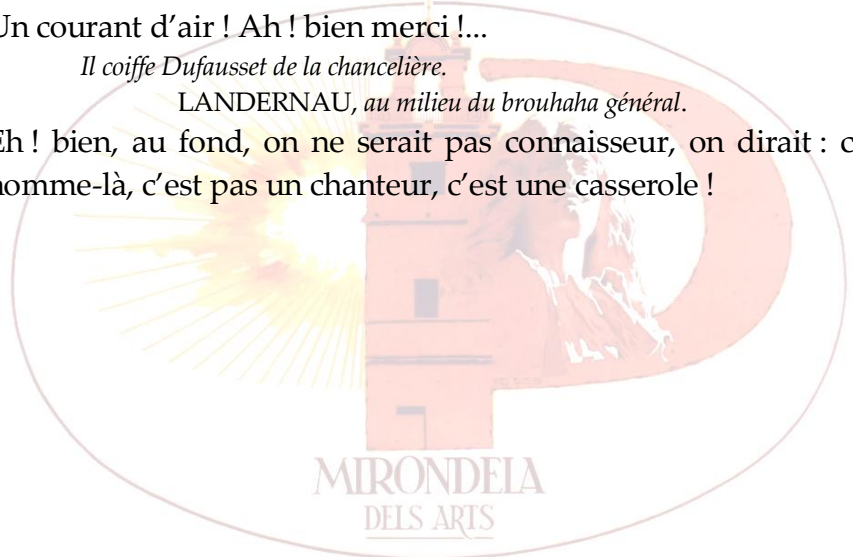 Un courant d’air ! Ah ! bien merci !...
Il coiffe Dufausset de la chancelière.
LANDERNAU, au milieu du brouhaha général.
Eh ! bien, au fond, on ne serait pas connaisseur, on dirait : c
homme-là, c’est pas un chanteur, c’est une casserole !
MIRONDELA
DELS ARTS